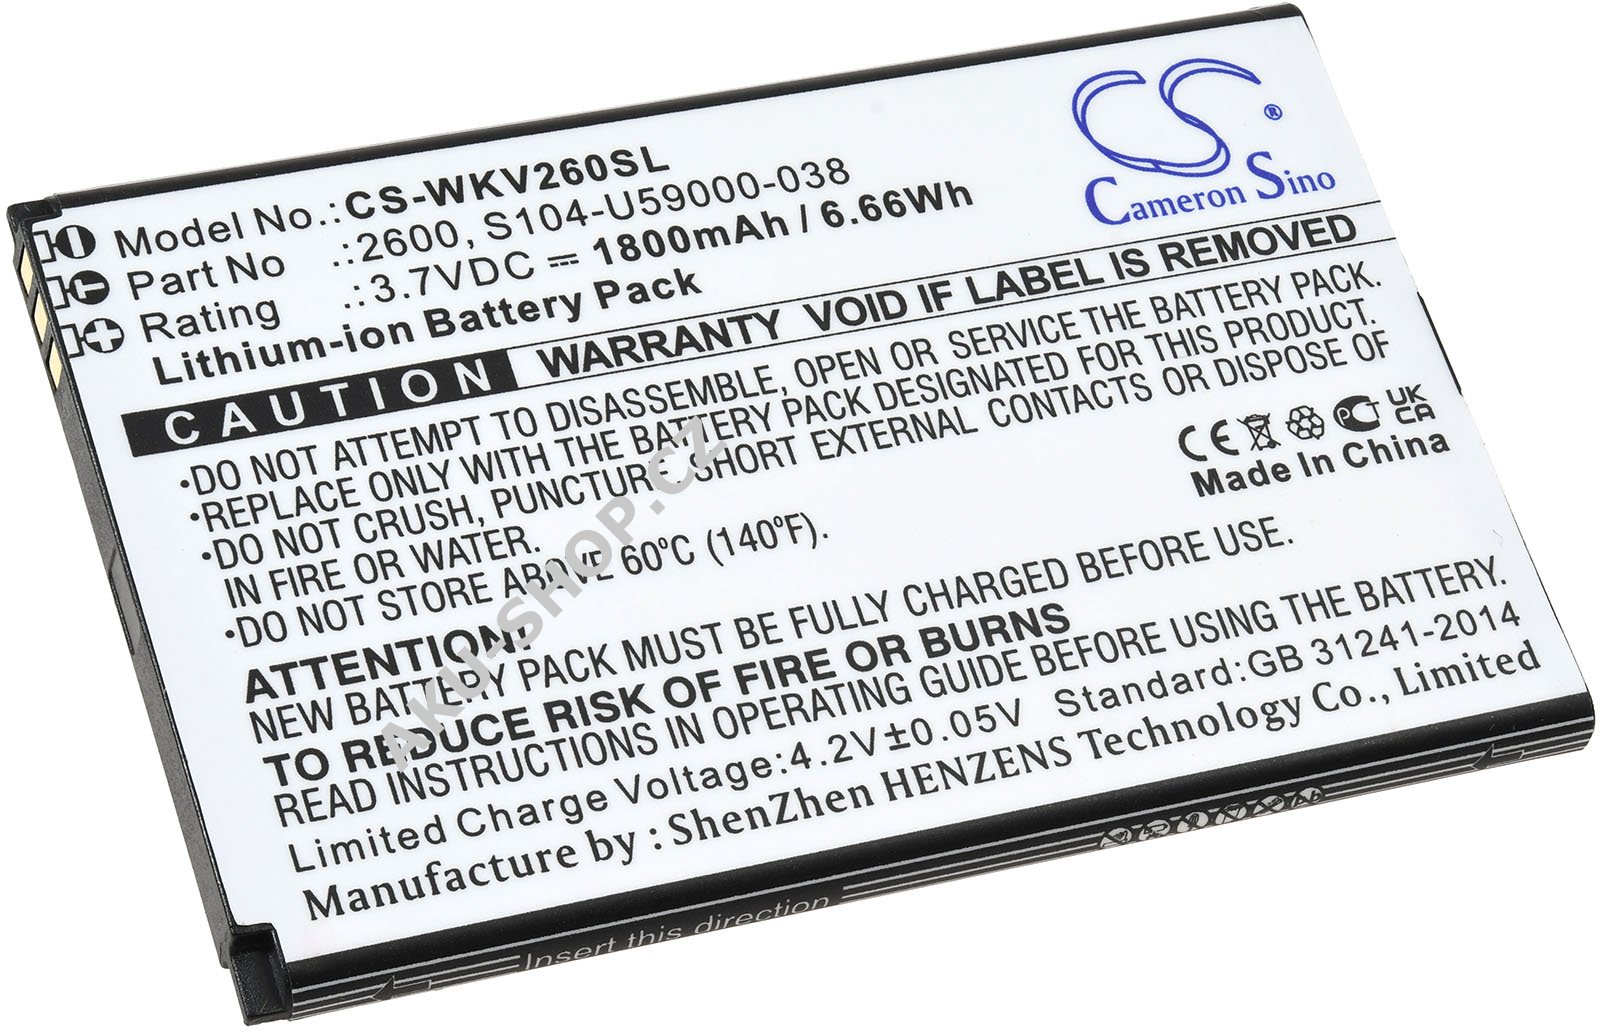 CS®
Cameron Sino
Model No.:CS-WKV260SL
Part No .:2600, S104-U59000-038
Rating .:3.7VDC ⎓ 1800mAh / 6.66Wh
Lithium-ion Battery Pack
CAUTION WARRANTY VOID IF LABEL IS REMOVED
•DO NOT ATTEMPT TO DISASSEMBLE, OPEN OR SERVICE THE BATTERY PACK.
•REPLACE ONLY WITH THE BATTERY PACK DESIGNATED FOR THIS PRODUCT.
•DO NOT CRUSH, PUNCTURE, SHORT EXTERNAL CONTACTS OR DISPOSE OF
IN FIRE OR WATER.
•DO NOT STORE ABOVE 60°C (140°F).
CE PCT UKCA
Made In China
ATTENTION:
NEW BATTERY PACK MUST BE FULLY CHARGED BEFORE USE.
TO REDUCE RISK OF FIRE OR BURNS
READ INSTRUCTIONS IN OPERATING GUIDE BEFORE USING THE BATTERY.
Limited Charge Voltage:4.2V±0.05V Standard:GB 31241-2014
Manufacture by : ShenZhen HENZENS Technology Co., Limited
Insert this direction
AKU-SHOP.CZ